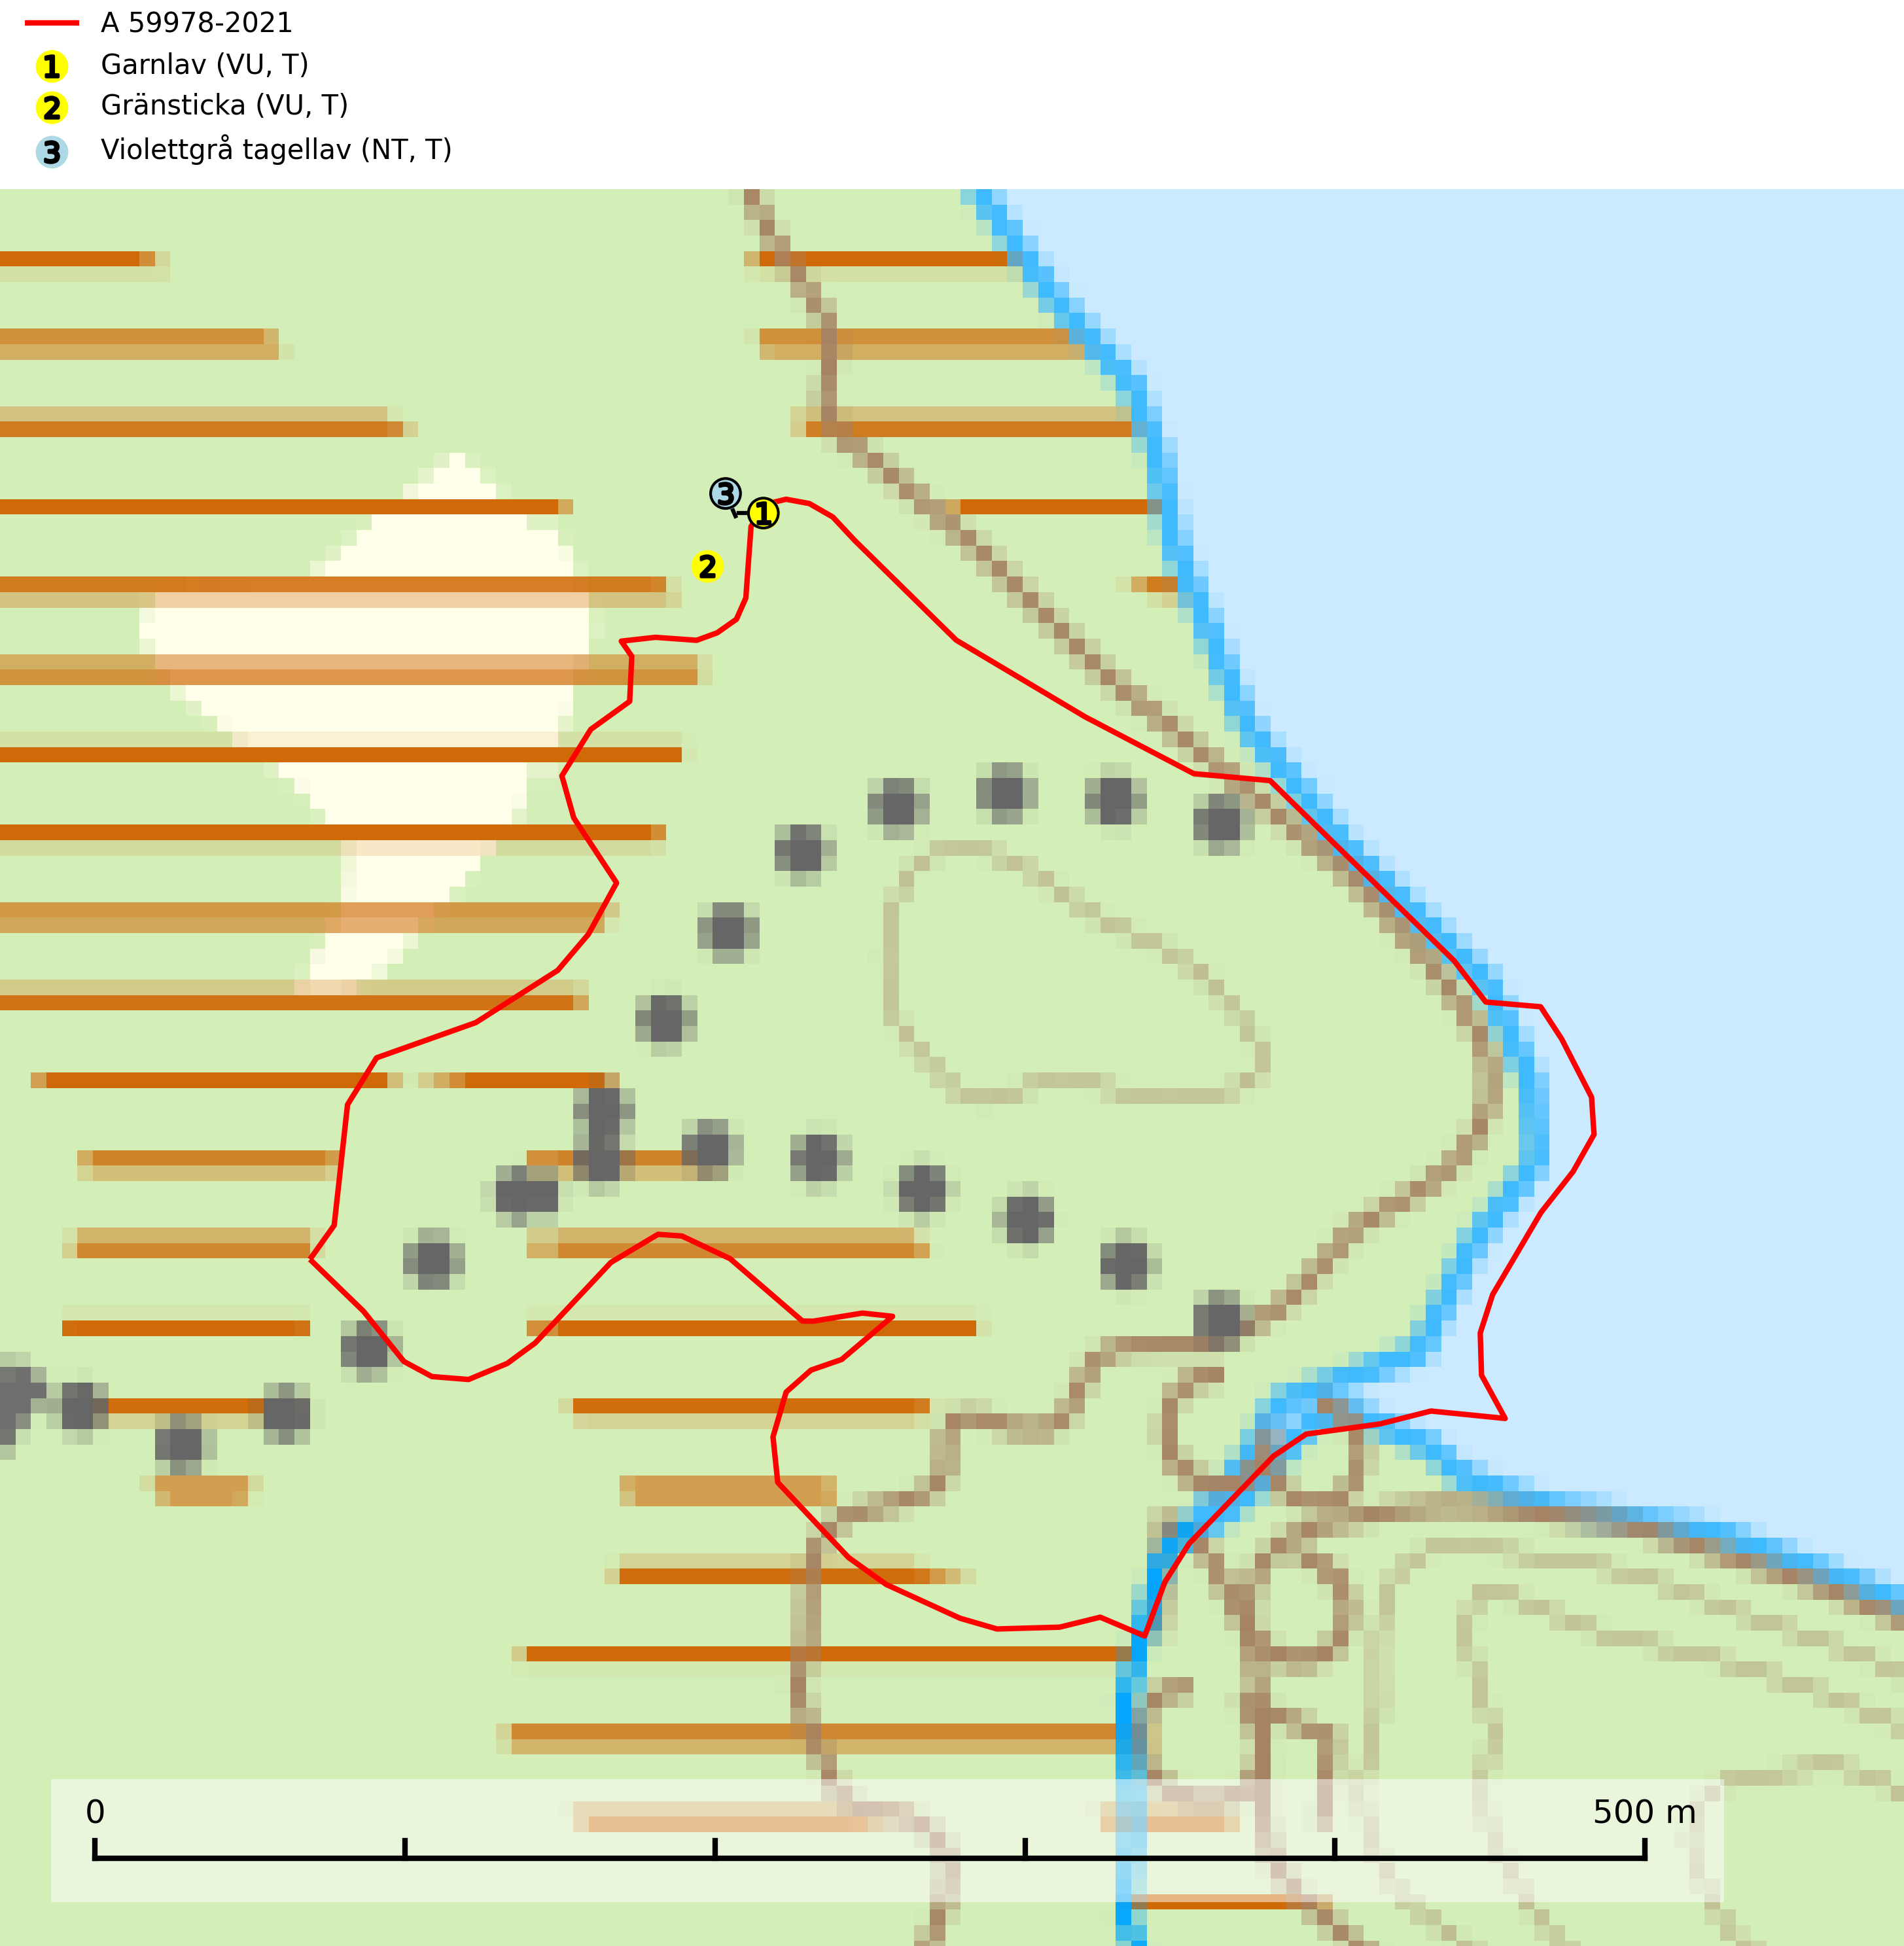 A 59978-2021
1 Garnlav (VU, T)
2 Gränsticka (VU, T)
3 Violettgrå tagellav (NT, T)
3
1
2
0 500 m